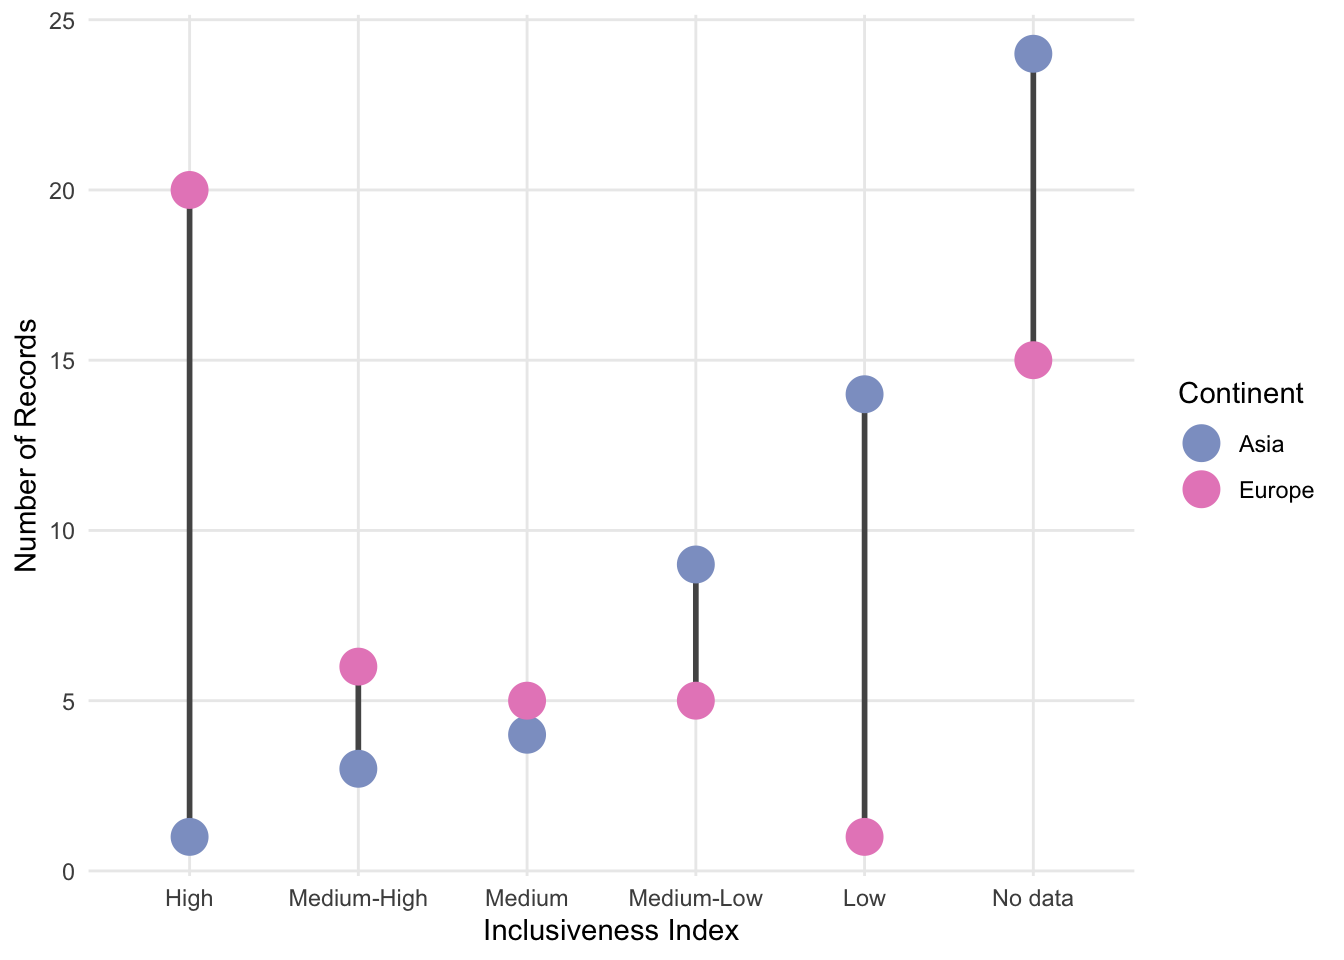 25
20
15
10
5
0
Number of Records
High Medium-High Medium Medium-Low Low No data
Inclusiveness Index
Continent
Asia
Europe